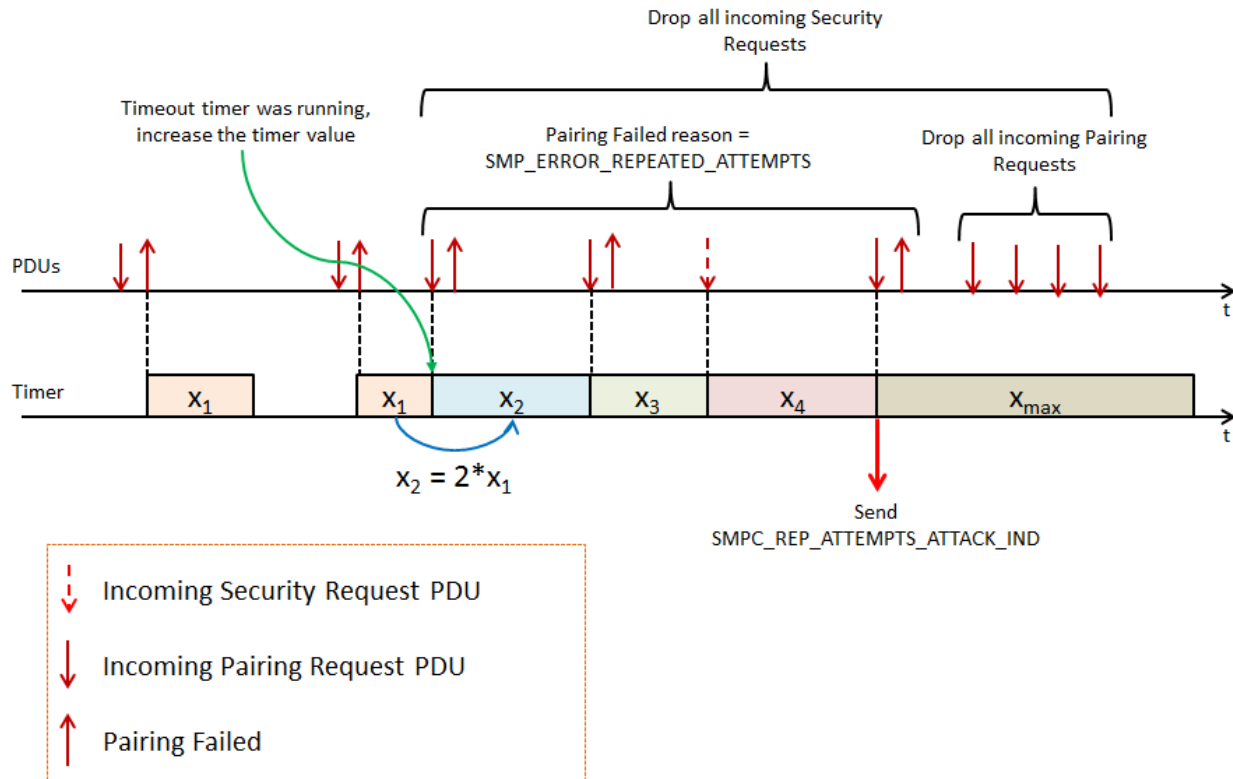 Drop all incoming Security
Requests
Timeout timer was running,
increase the timer value
Pairing Failed reason =
SMP_ERROR_REPEATED_ATTEMPTS
Drop all incoming Pairing
Requests
PDUs
t
Timer
x₁
x₁
x₂
x₃
x₄
xₘₐₓ
t
x₂ = 2*x₁
Send
SMPC_REP_ATTEMPTS_ATTACK_IND
Incoming Security Request PDU
Incoming Pairing Request PDU
Pairing Failed